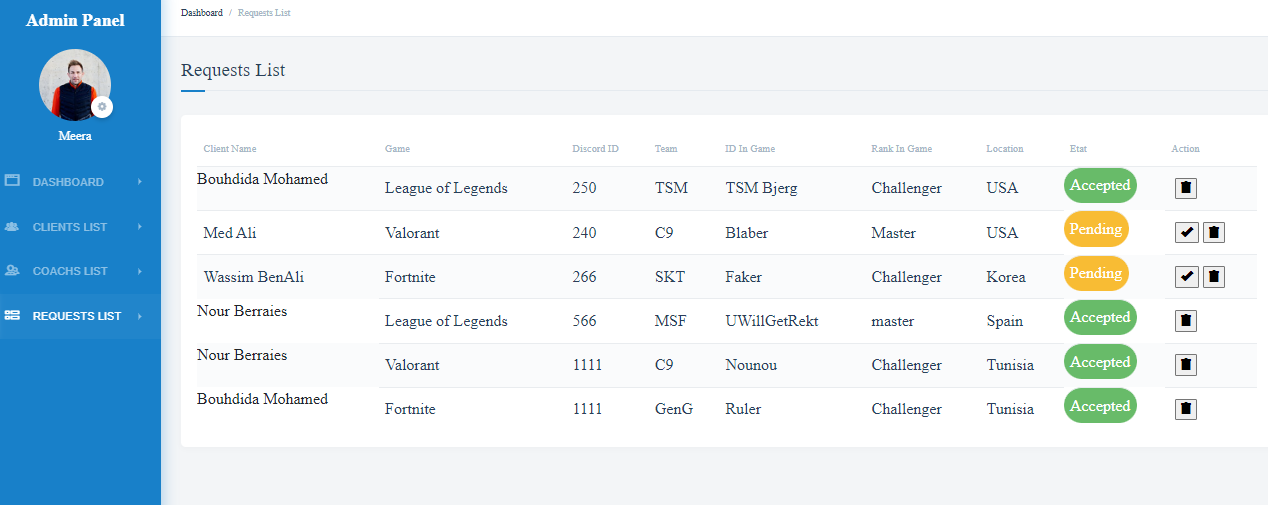 Admin Panel
Meera
DASHBOARD
CLIENTS LIST
COACHS LIST
REQUESTS LIST
Dashboard / Requests List
Requests List
Client Name Game Discord ID Team ID In Game Rank In Game Location Etat Action
Bouhdida Mohamed League of Legends 250 TSM TSM Bjerg Challenger USA Accepted
Med Ali Valorant 240 C9 Blaber Master USA Pending
Wassim BenAli Fortnite 266 SKT Faker Challenger Korea Pending
Nour Berraies League of Legends 566 MSF UWillGetRekt master Spain Accepted
Nour Berraies Valorant 1111 C9 Nounou Challenger Tunisia Accepted
Bouhdida Mohamed Fortnite 1111 GenG Ruler Challenger Tunisia Accepted